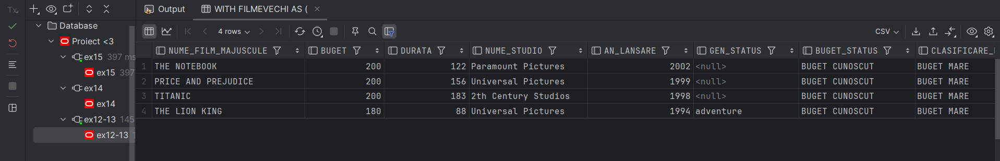 Tx
Output
WITH FILMEVECHI AS (
Database
Proiect <3
ex15 397 ms
ex15 397
ex14
ex14
ex12-13 145
ex12-13
4 rows
CSV
NUME_FILM_MAJUSCULE BUGET DURATA NUME_STUDIO AN_LANSARE GEN_STATUS BUGET_STATUS CLASIFICARE_
1 THE NOTEBOOK 200 122 Paramount Pictures 2002 <null> BUGET CUNOSCUT BUGET MARE
2 PRICE AND PREJUDICE 200 156 Universal Pictures 1999 <null> BUGET CUNOSCUT BUGET MARE
3 TITANIC 200 183 2th Century Studios 1998 <null> BUGET CUNOSCUT BUGET MARE
4 THE LION KING 180 88 Universal Pictures 1994 adventure BUGET CUNOSCUT BUGET MARE